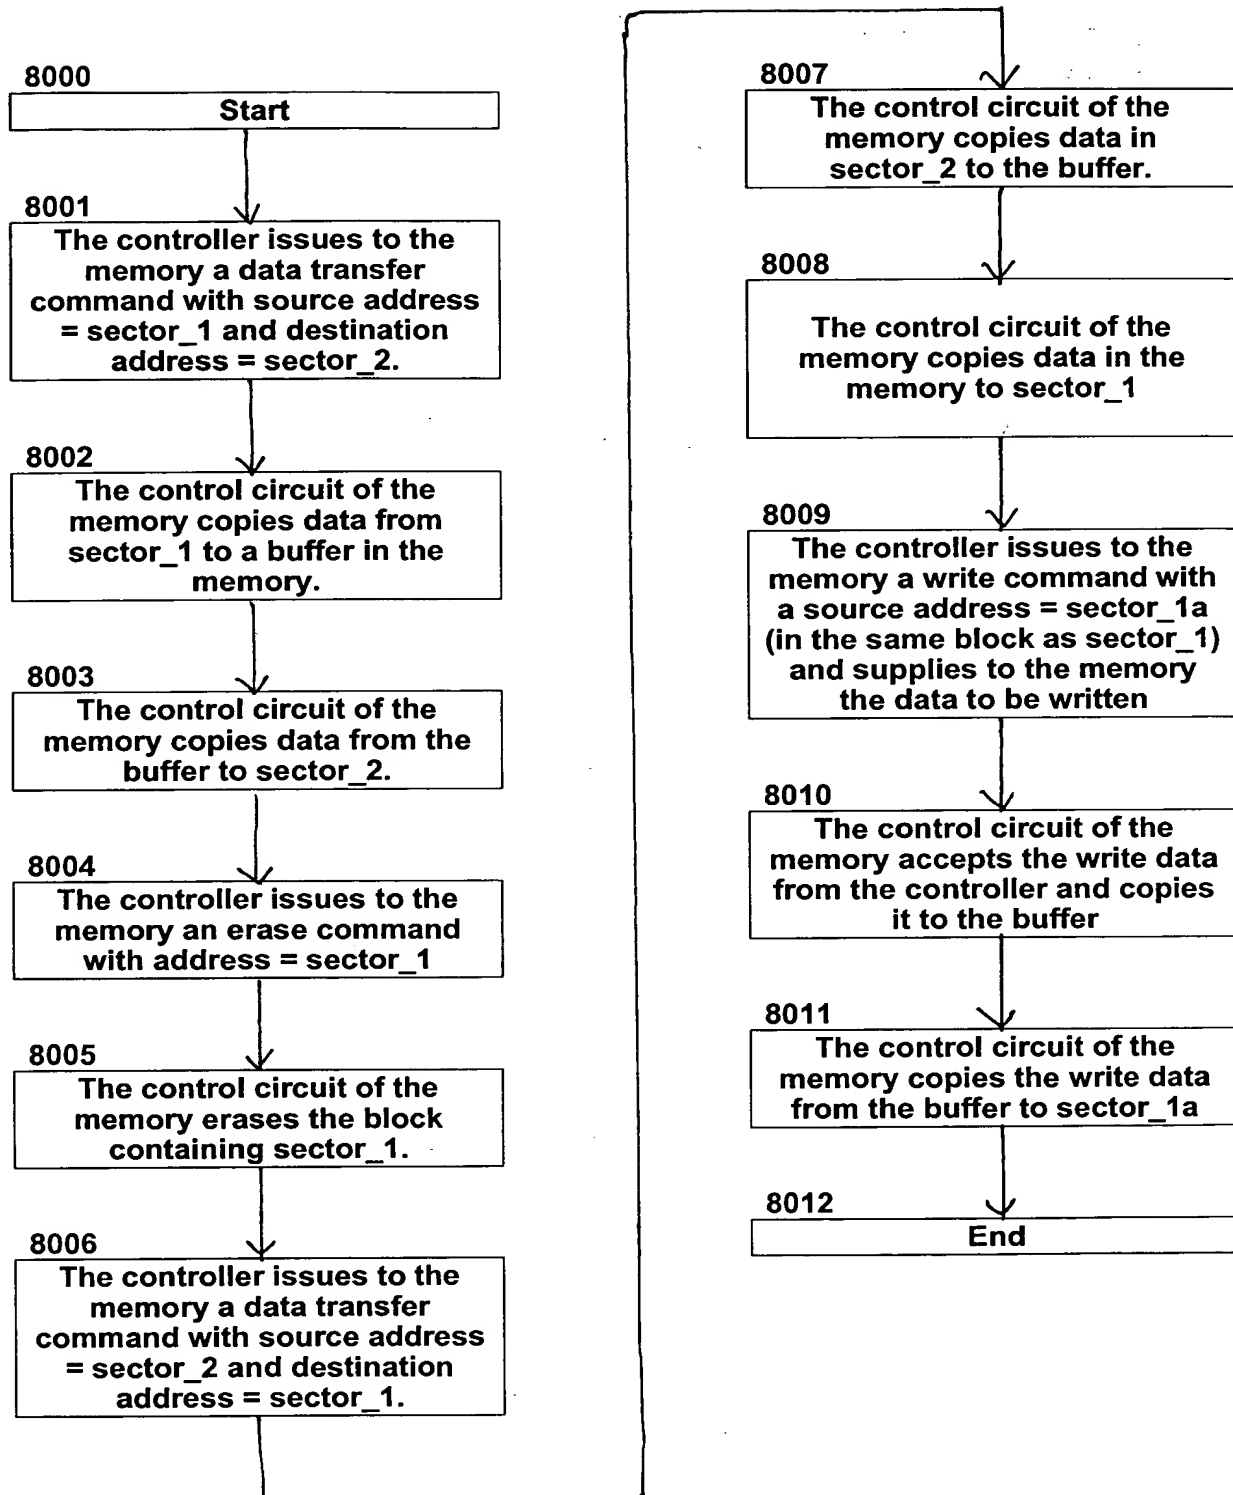 8000
Start
8001
The controller issues to the
memory a data transfer
command with source address
= sector_1 and destination
address = sector_2.
8002
The control circuit of the
memory copies data from
sector_1 to a buffer in the
memory.
8003
The control circuit of the
memory copies data from the
buffer to sector_2.
8004
The controller issues to the
memory an erase command
with address = sector_1
8005
The control circuit of the
memory erases the block
containing sector_1.
8006
The controller issues to the
memory a data transfer
command with source address
= sector_2 and destination
address = sector_1.
8007
The control circuit of the
memory copies data in
sector_2 to the buffer.
8008
The control circuit of the
memory copies data in the
memory to sector_1
8009
The controller issues to the
memory a write command with
a source address = sector_1a
(in the same block as sector_1)
and supplies to the memory
the data to be written
8010
The control circuit of the
memory accepts the write data
from the controller and copies
it to the buffer
8011
The control circuit of the
memory copies the write data
from the buffer to sector_1a
8012
End